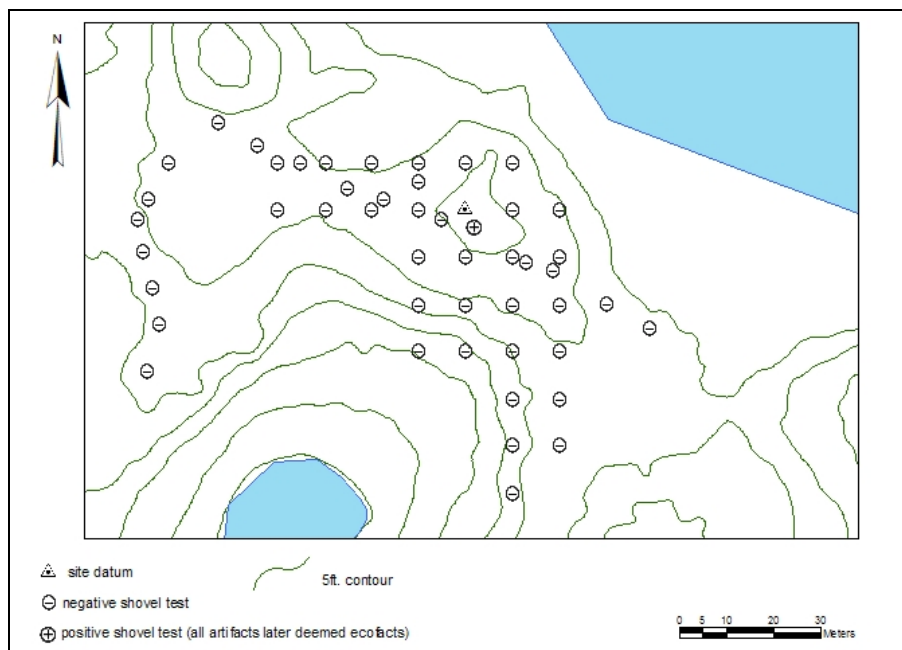 N
site datum
5ft. contour
negative shovel test
positive shovel test (all artifacts later deemed ecofacts)
0 5 10 20 30
Meters